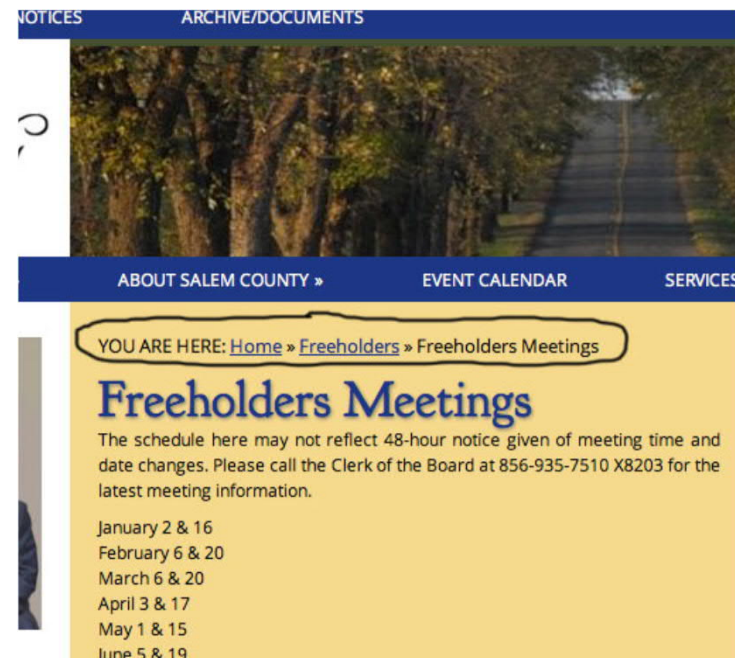 NOTICES ARCHIVE/DOCUMENTS
ABOUT SALEM COUNTY » EVENT CALENDAR SERVICES
YOU ARE HERE: Home » Freeholders » Freeholders Meetings
Freeholders Meetings
The schedule here may not reflect 48-hour notice given of meeting time and
date changes. Please call the Clerk of the Board at 856-935-7510 X8203 for the
latest meeting information.
January 2 & 16
February 6 & 20
March 6 & 20
April 3 & 17
May 1 & 15
June 5 & 19